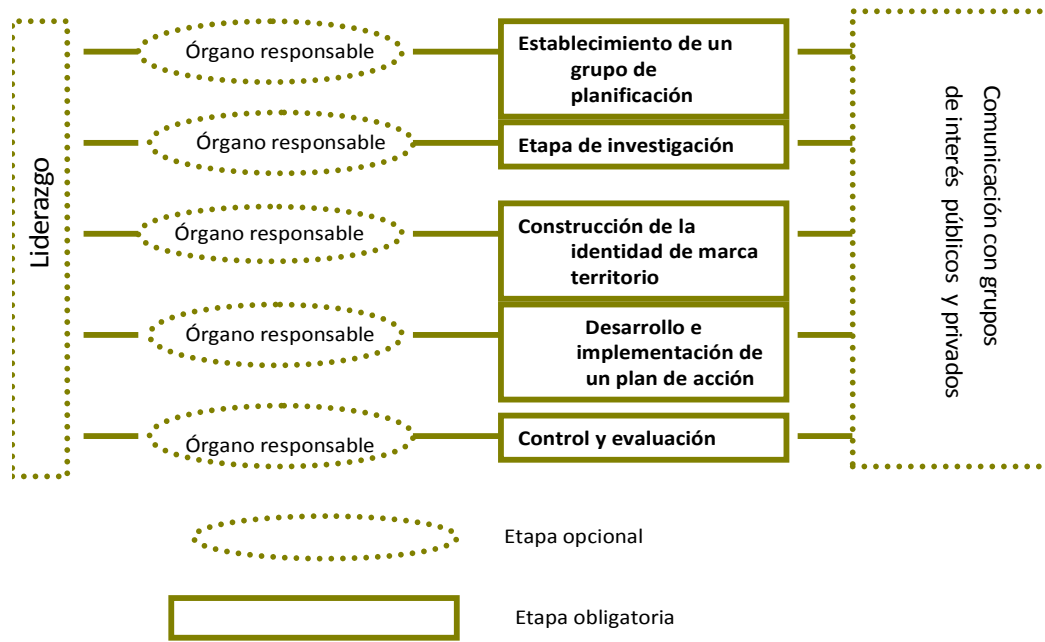 Liderazgo
Órgano responsable
Establecimiento de un
grupo de
planificación
Órgano responsable
Etapa de investigación
Órgano responsable
Construcción de la
identidad de marca
territorio
Órgano responsable
Desarrollo e
implementación de
un plan de acción
Órgano responsable
Control y evaluación
Comunicación con grupos
de interés públicos y privados
Etapa opcional
Etapa obligatoria